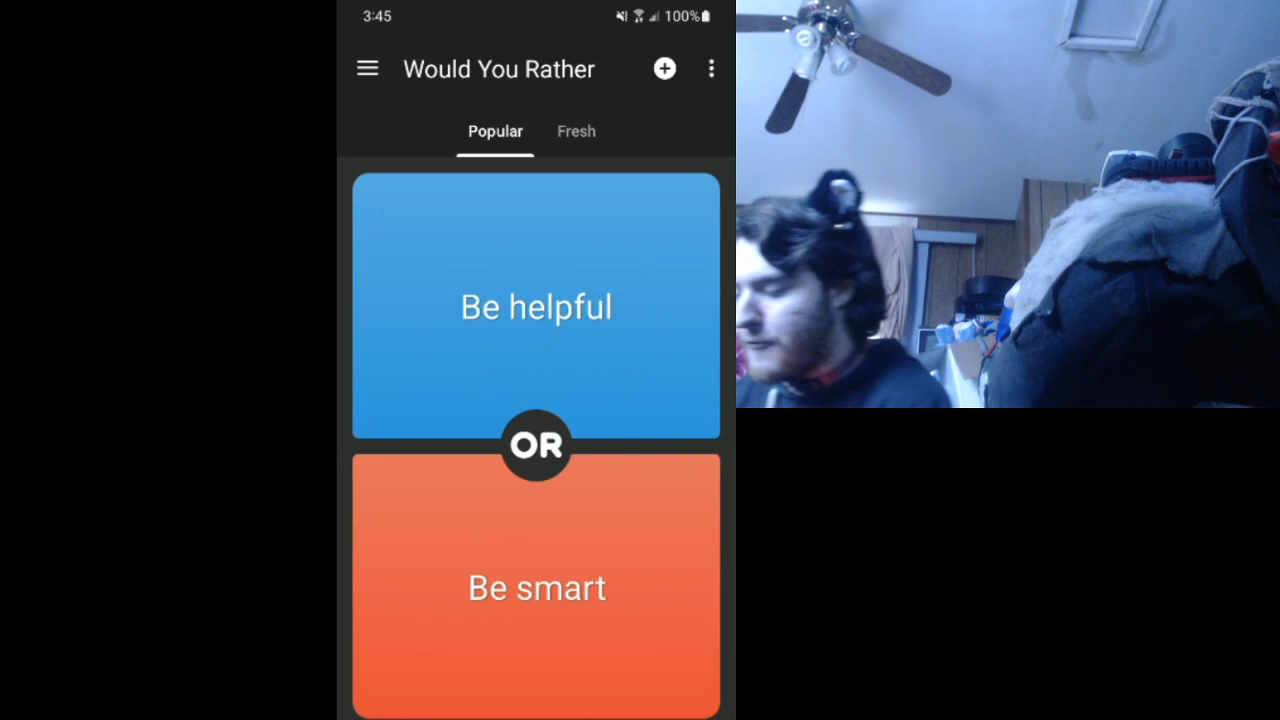 3:45
100%
Would You Rather
Popular
Fresh
Be helpful
OR
Be smart